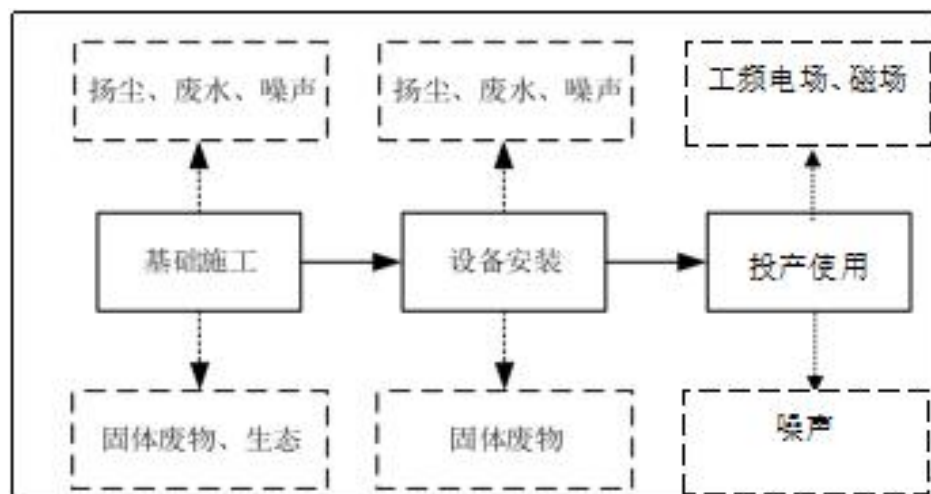 扬尘、废水、噪声
扬尘、废水、噪声
工频电场、磁场
基础施工
设备安装
投产使用
固体废物、生态
固体废物
噪声